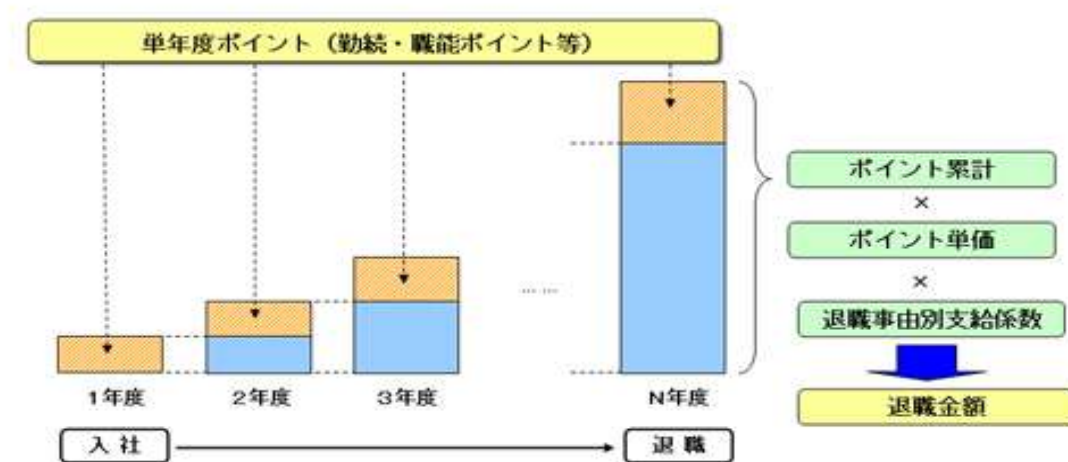 単年度ポイント（勤続・職能ポイント等）
ポイント累計
×
ポイント単価
×
退職事由別支給係数
退職金額
……
1年度
2年度
3年度
N年度
入社
退職